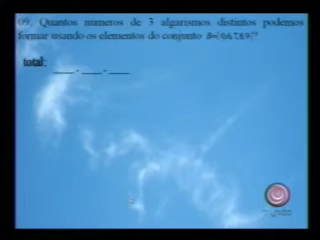 09. Quantos números de 3 algarismos distintos podemos
formar usando os elementos do conjunto B={0,6,7,8,9}?
total: ___ . ___ . ___